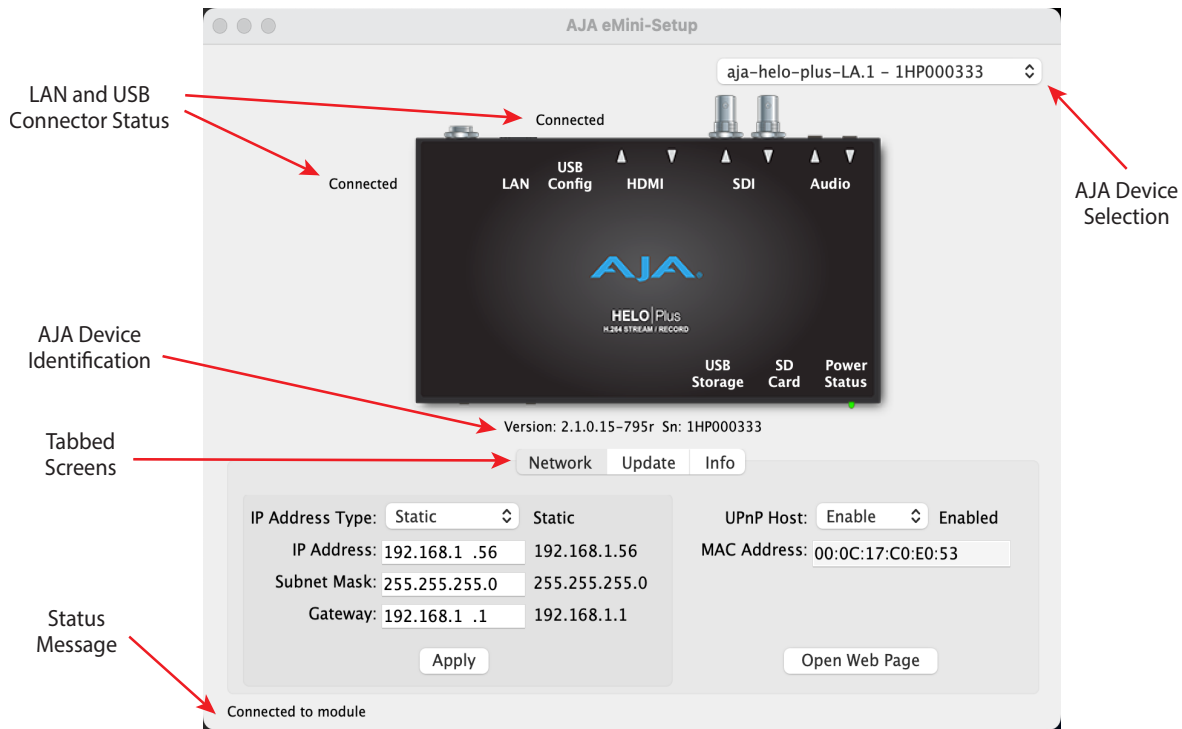 AJA eMini-Setup
aja-helo-plus-LA.1 – 1HP000333
LAN and USB
Connector Status
Connected
Connected
AJA Device
Selection
LAN
USB
Config
HDMI
SDI
Audio
AJA
HELO|Plus
H.264 STREAM / RECORD
USB
Storage
SD
Card
Power
Status
AJA Device
Identification
Version: 2.1.0.15-795r Sn: 1HP000333
Tabbed
Screens
Network Update Info
IP Address Type: Static Static
IP Address: 192.168.1 .56 192.168.1.56
Subnet Mask: 255.255.255.0 255.255.255.0
Gateway: 192.168.1 .1 192.168.1.1
Apply
UPnP Host: Enable Enabled
MAC Address: 00:0C:17:C0:E0:53
Open Web Page
Status
Message
Connected to module